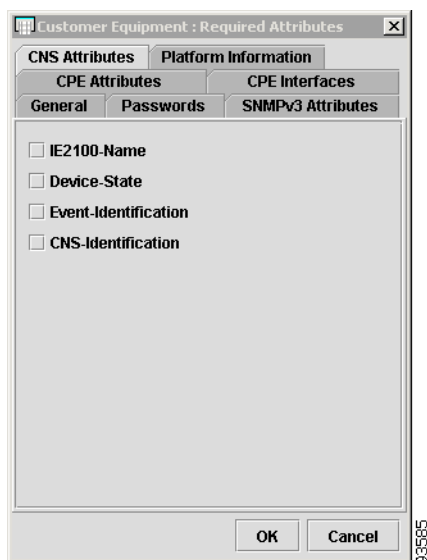 Customer Equipment : Required Attributes
CNS Attributes Platform Information
CPE Attributes CPE Interfaces
General Passwords SNMPv3 Attributes
IE2100-Name
Device-State
Event-Identification
CNS-Identification
OK Cancel
93585